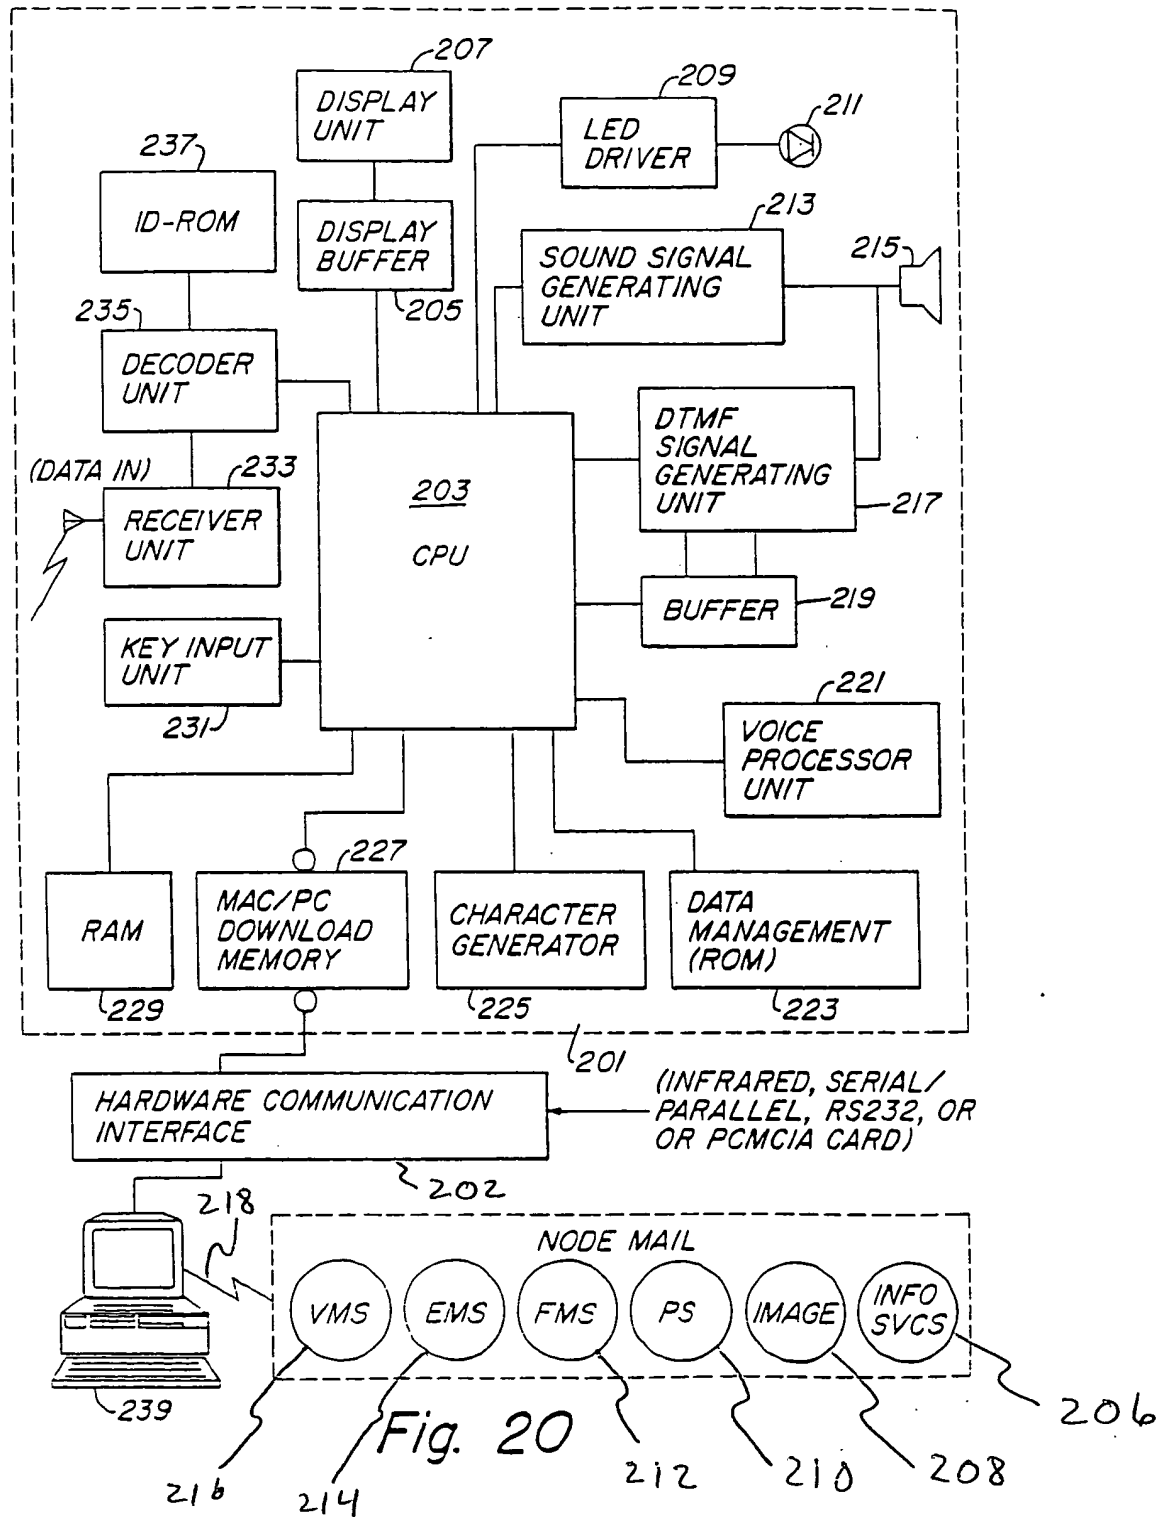 207
DISPLAY
UNIT
209
LED
DRIVER
211
237
ID-ROM
DISPLAY
BUFFER
205
213
SOUND SIGNAL
GENERATING
UNIT
215
235
DECODER
UNIT
DTMF
SIGNAL
GENERATING
UNIT
217
(DATA IN)
233
RECEIVER
UNIT
203
CPU
BUFFER
219
KEY INPUT
UNIT
231
221
VOICE
PROCESSOR
UNIT
RAM
229
227
MAC/PC
DOWNLOAD
MEMORY
CHARACTER
GENERATOR
225
DATA
MANAGEMENT
(ROM)
223
201
HARDWARE COMMUNICATION
INTERFACE
202
(INFRARED, SERIAL/
PARALLEL, RS232, OR
OR PCMCIA CARD)
218
239
NODE MAIL
VMS
EMS
FMS
PS
IMAGE
INFO
SVCS
216
214
212
210
208
206
Fig. 20